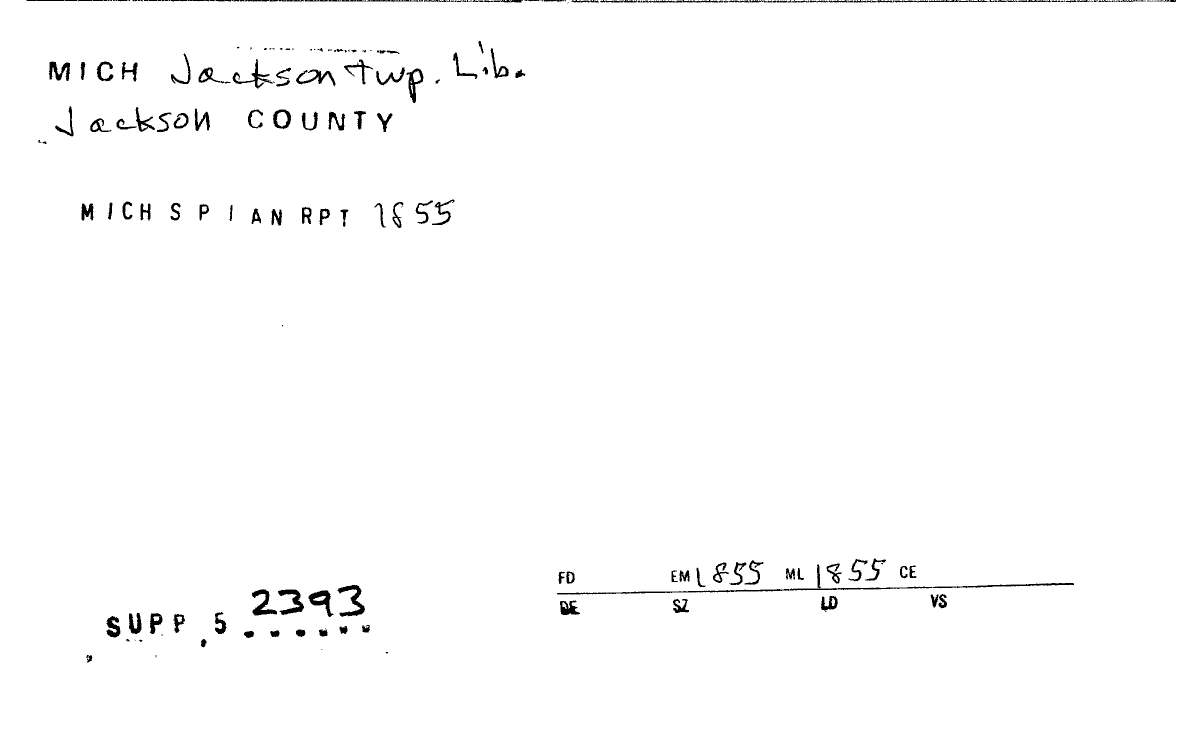 MICH Jackson twp. Lib.
Jackson COUNTY
MICH S P I AN RPT 1855
SUPP, 5 2393
FD EM 1855 ML 1855 CE
DE SZ LD VS